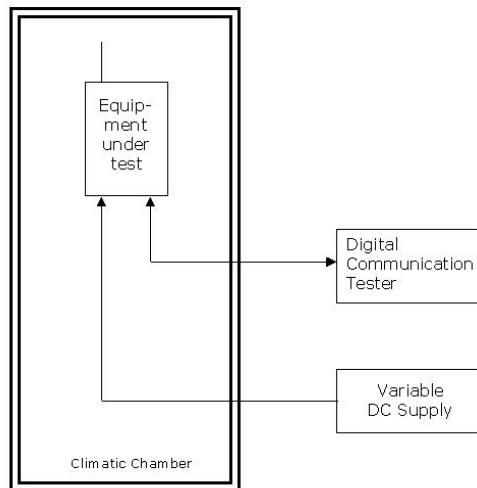 Equip-
ment
under
test
Digital
Communication
Tester
Variable
DC Supply
Climatic Chamber